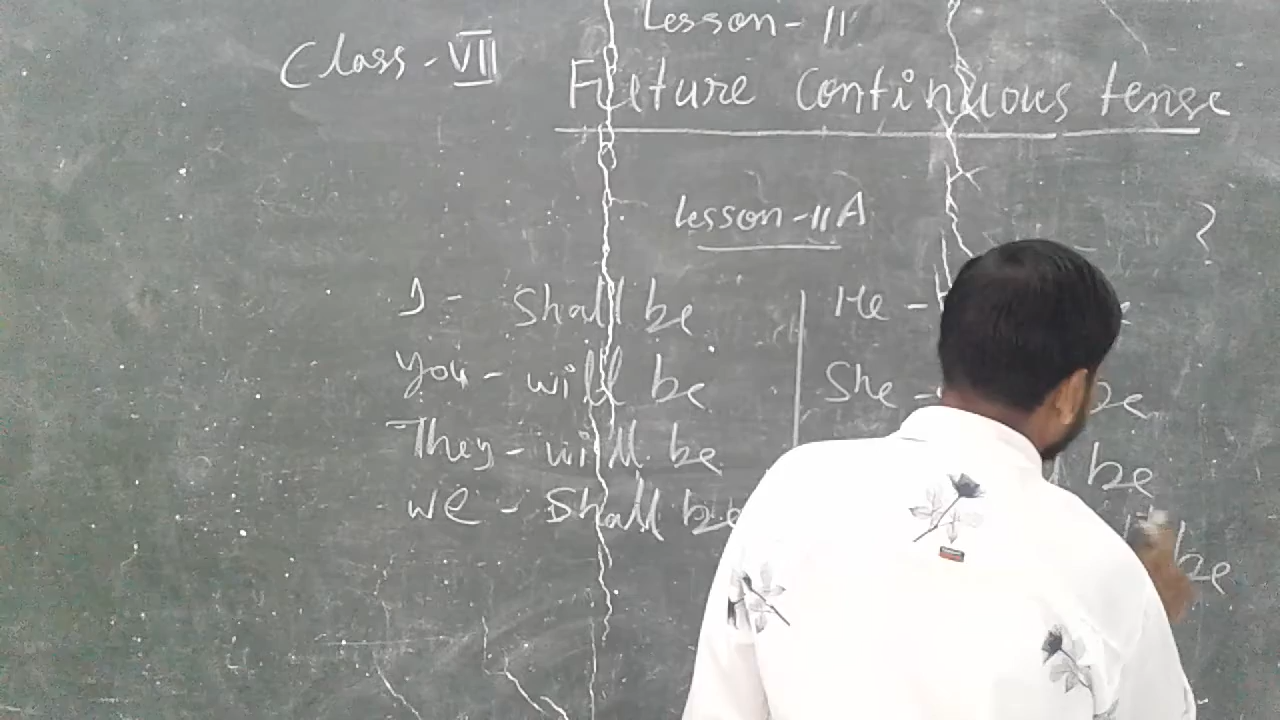 Lesson-11
Class-VII
Future continuous tense
Lesson-11A
I - Shall be
You - will be
They - will be
We - Shall be
He -
She - be
be
be